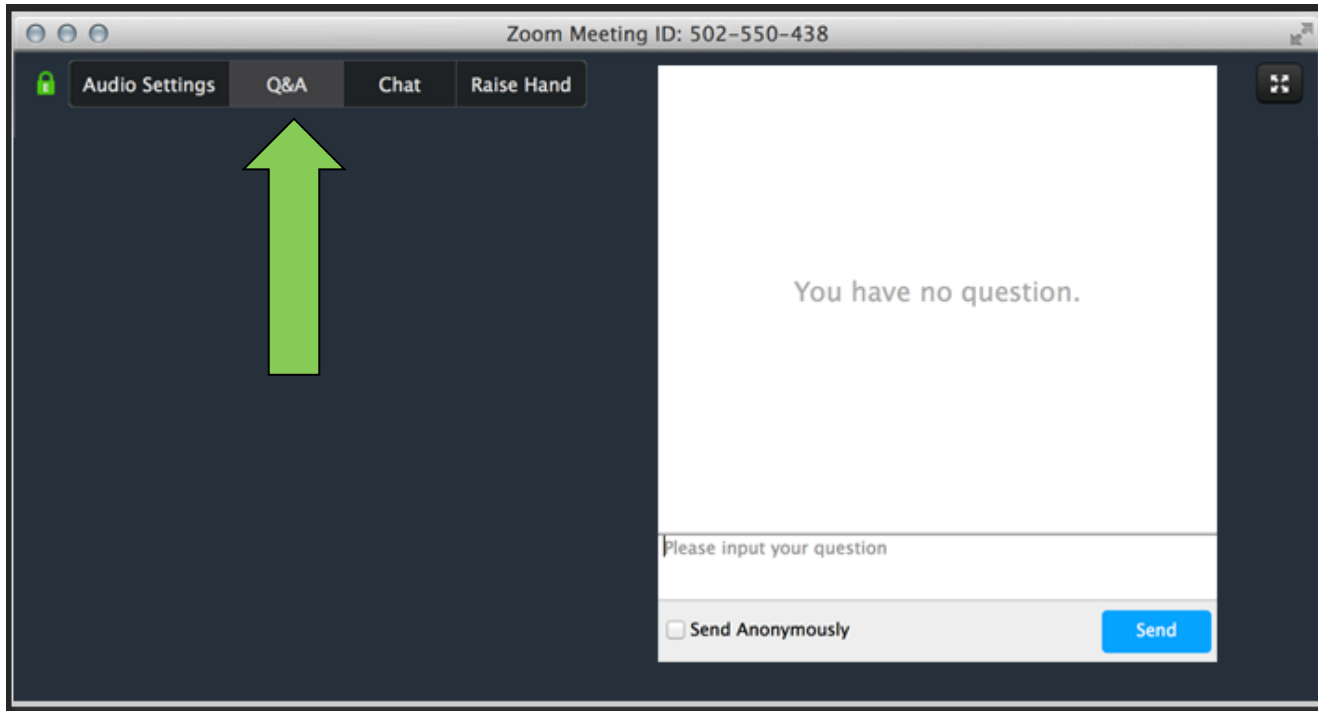 Zoom Meeting ID: 502-550-438
Audio Settings Q&A Chat Raise Hand
You have no question.
Please input your question
Send Anonymously Send